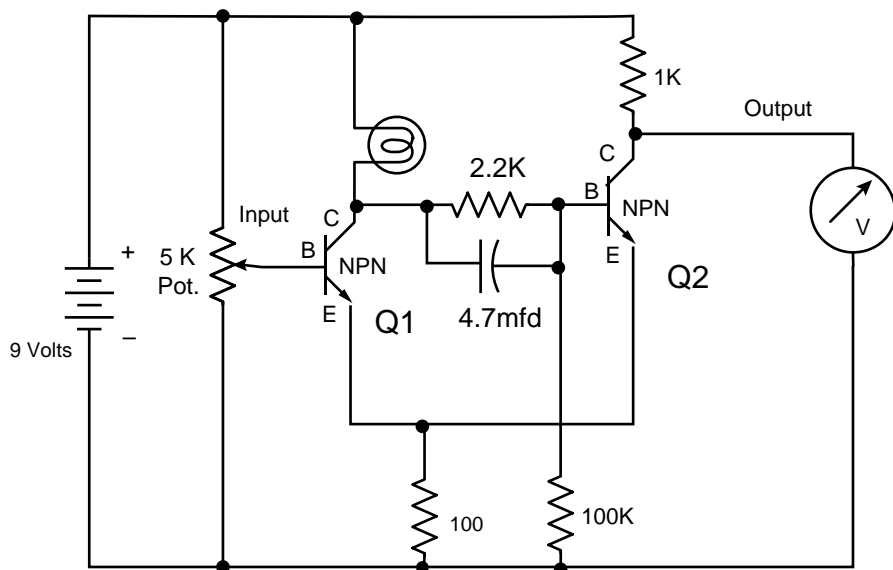 1K
Output
C
2.2K
B
NPN
V
Input
C
E
+
5 K
Pot.
B
NPN
Q2
E
Q1
4.7mfd
–
9 Volts
100
100K